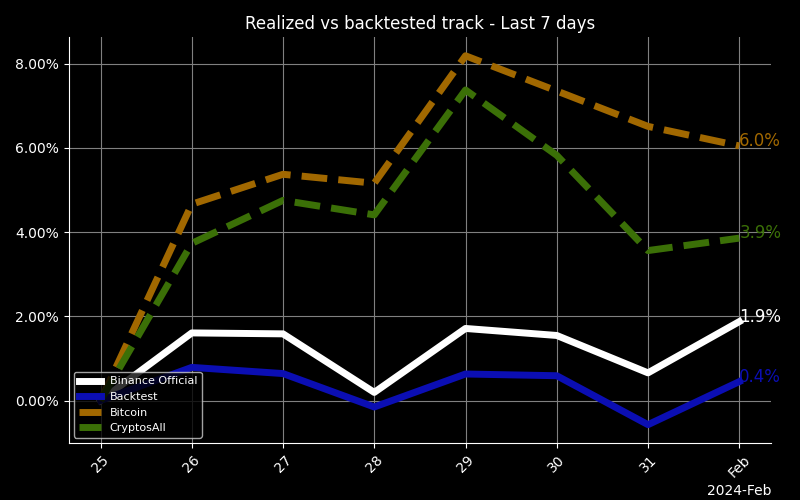 Realized vs backtested track - Last 7 days
8.00%
6.00%
4.00%
2.00%
0.00%
6.0%
3.9%
1.9%
0.4%
Binance Official
Backtest
Bitcoin
CryptosAll
25
26
27
28
29
30
31
Feb
2024-Feb